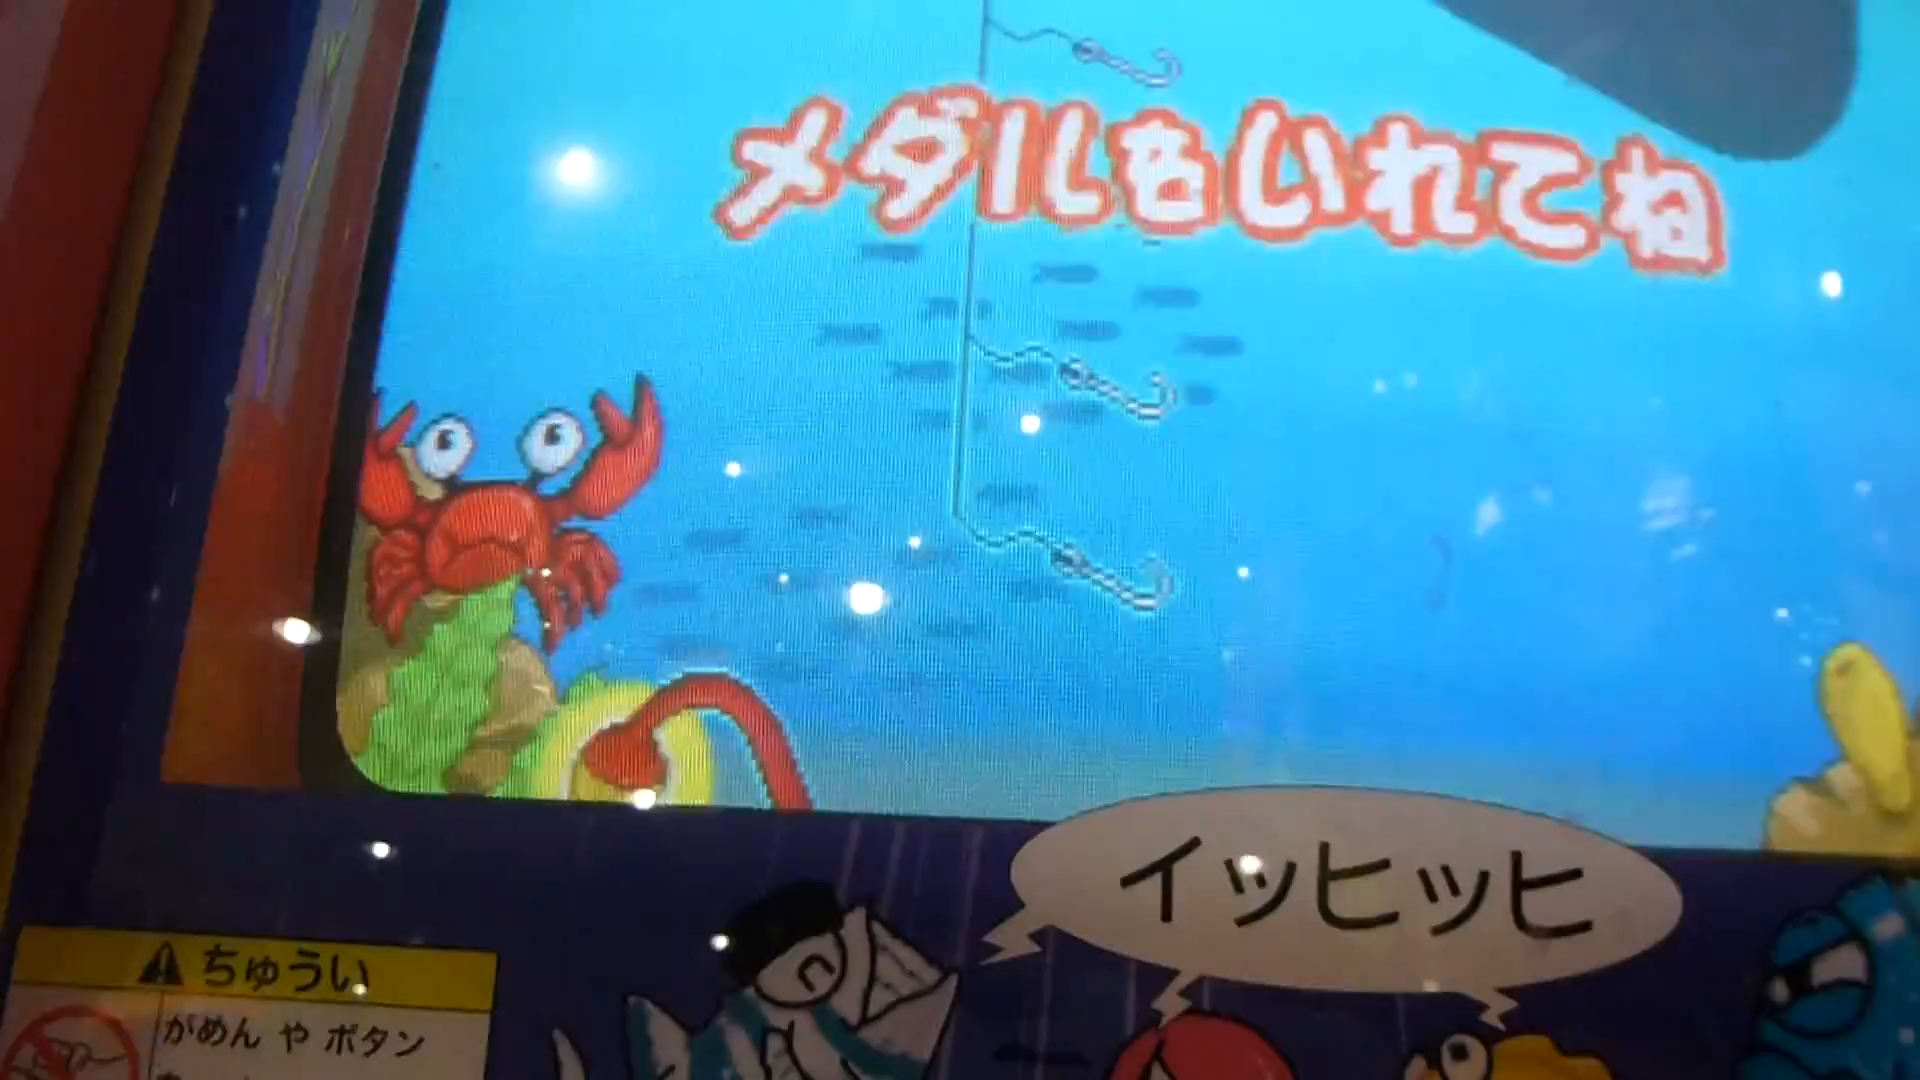 メダルもいれてね
イッヒッヒ
ちゅうい
がめん や ボタン